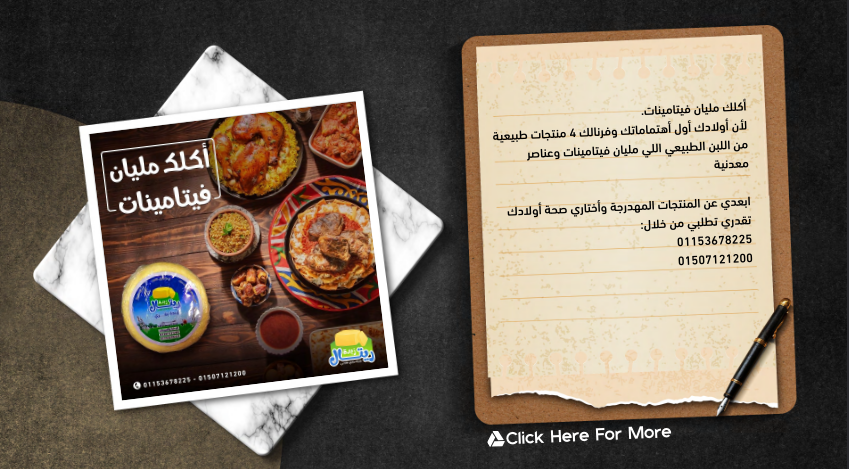 أكلك مليان
فيتامينات
ريتال
ريتال
01153678225 - 01507121200
أكلك مليان فيتامينات.
لأن أولادك أول أهتماماتك وفرنالك 4 منتجات طبيعية
من اللبن الطبيعي اللي مليان فيتامينات وعناصر
معدنية
ابعدي عن المنتجات المهدرجة وأختاري صحة أولادك
تقدري تطلبي من خلال:
01153678225
01507121200
Click Here For More